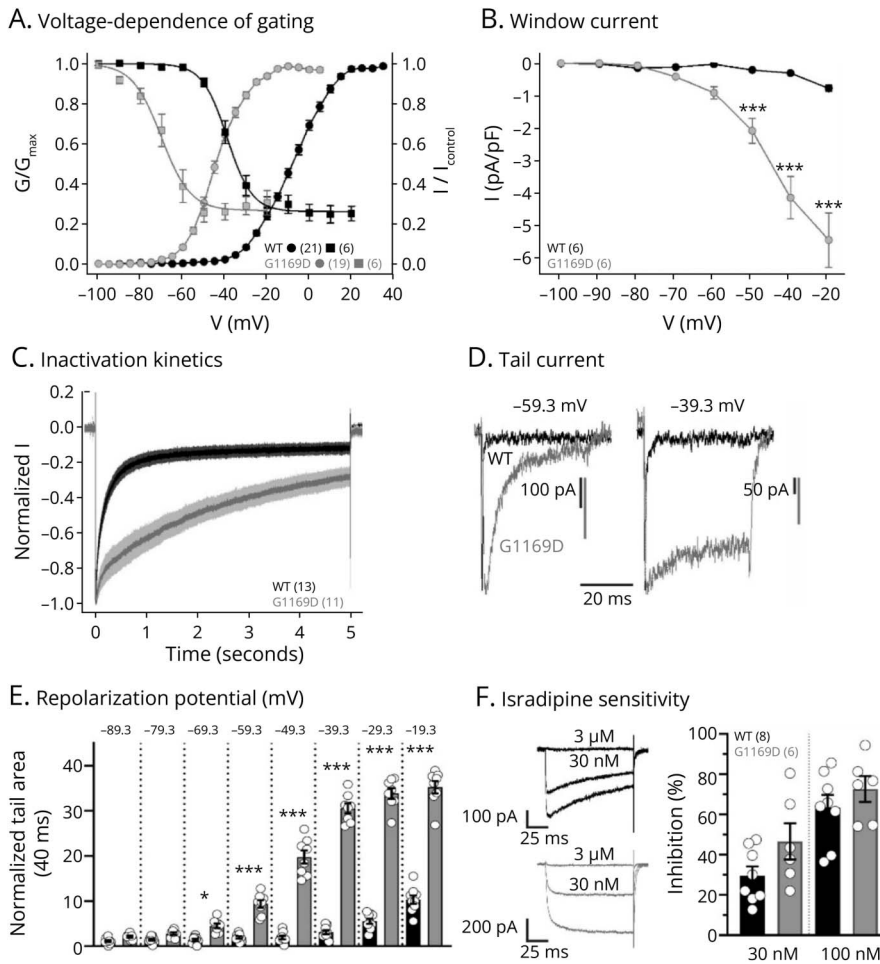 A. Voltage-dependence of gating
1.0
0.8
0.6
0.4
0.2
0.0
G/Gmax
1.0
0.8
0.6
0.4
0.2
0.0
I / Icontrol
WT (21) (6)
G1169D (19) (6)
−100 −80 −60 −40 −20 0 20 40
V (mV)
B. Window current
0
−1
−2
−3
−4
−5
−6
I (pA/pF)
***
***
***
WT (6)
G1169D (6)
−100 −90 −80 −70 −60 −50 −40 −30 −20
V (mV)
C. Inactivation kinetics
0.2
0.0
−0.2
−0.4
−0.6
−0.8
−1.0
Normalized I
WT (13)
G1169D (11)
0 1 2 3 4 5
Time (seconds)
D. Tail current
−59.3 mV −39.3 mV
WT
100 pA 50 pA
G1169D
20 ms
E. Repolarization potential (mV)
−89.3 −79.3 −69.3 −59.3 −49.3 −39.3 −29.3 −19.3
Normalized tail area
(40 ms)
40
30
20
10
0
* *** *** *** *** ***
F. Isradipine sensitivity
3 µM
30 nM
100 pA
25 ms
3 µM
30 nM
200 pA
25 ms
100
80
60
40
20
0
Inhibition (%)
WT (8)
G1169D (6)
30 nM 100 nM